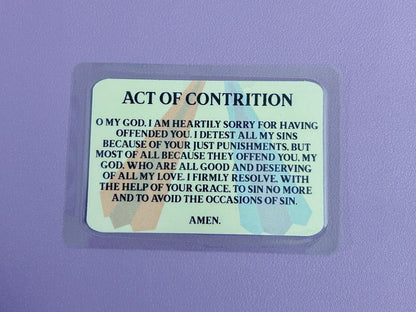 ACT OF CONTRITION
O MY GOD, I AM HEARTILY SORRY FOR HAVING
OFFENDED YOU. I DETEST ALL MY SINS
BECAUSE OF YOUR JUST PUNISHMENTS, BUT
MOST OF ALL BECAUSE THEY OFFEND YOU, MY
GOD, WHO ARE ALL GOOD AND DESERVING
OF ALL MY LOVE. I FIRMLY RESOLVE, WITH
THE HELP OF YOUR GRACE, TO SIN NO MORE
AND TO AVOID THE OCCASIONS OF SIN.
AMEN.